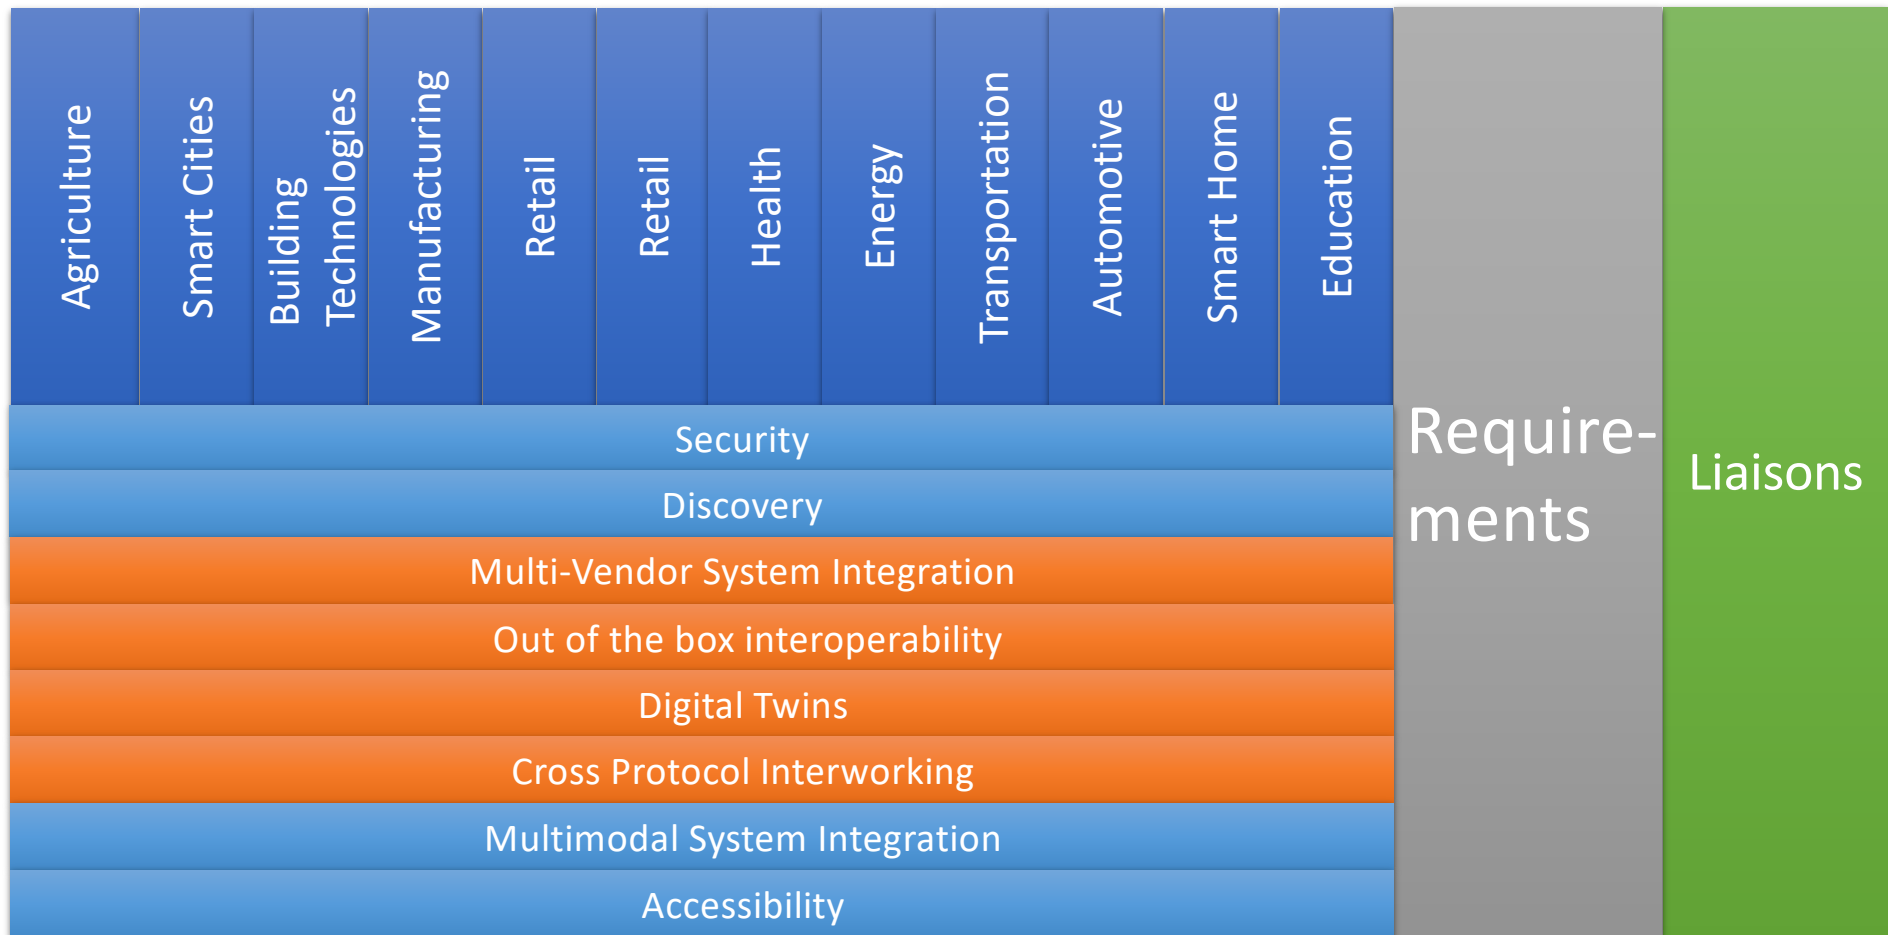 Agriculture
Smart Cities
Building
Technologies
Manufacturing
Retail
Retail
Health
Energy
Transportation
Automotive
Smart Home
Education
Security
Discovery
Multi-Vendor System Integration
Out of the box interoperability
Digital Twins
Cross Protocol Interworking
Multimodal System Integration
Accessibility
Require-
ments
Liaisons